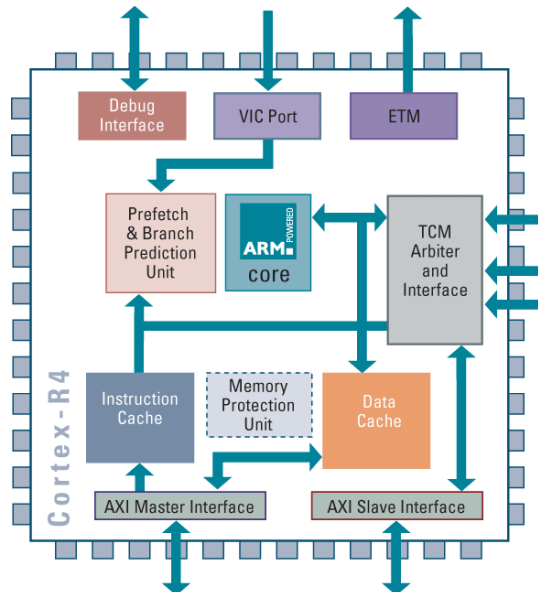 Debug
Interface
VIC Port
ETM
Prefetch
& Branch
Prediction
Unit
ARM
POWERED
core
TCM
Arbiter
and
Interface
Instruction
Cache
Memory
Protection
Unit
Data
Cache
AXI Master Interface
AXI Slave Interface
Cortex-R4